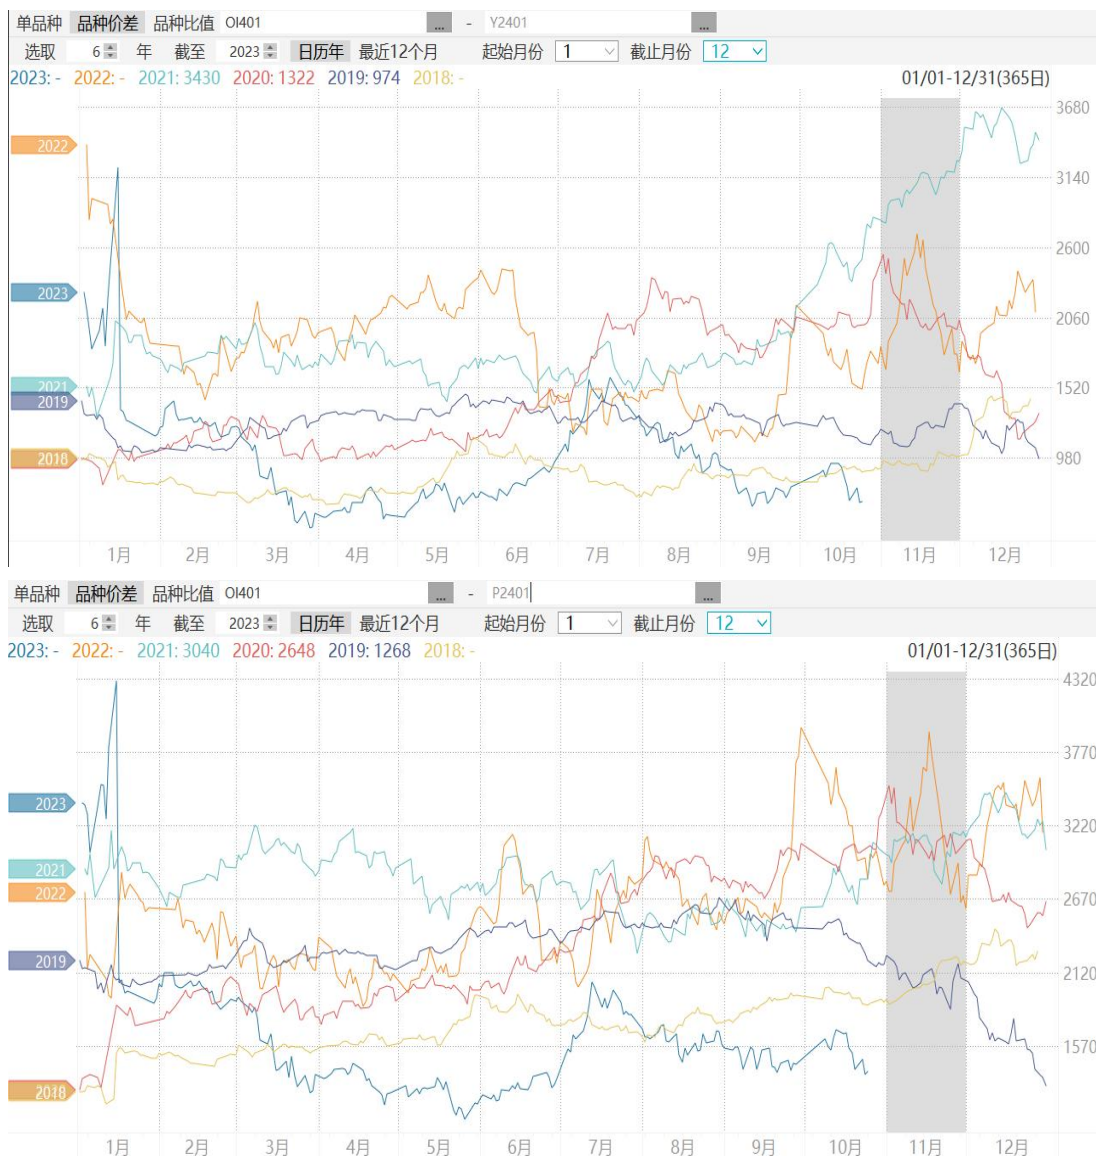 单品种 品种价差 品种比值 OI401 ... - Y2401 ...
选取 6 年 截至 2023 日历年 最近12个月 起始月份 1 截止月份 12
2023: - 2022: - 2021: 3430 2020: 1322 2019: 974 2018: - 01/01-12/31(365日)
3680
2022
3140
2600
2023
2060
2021
1520
2019
2018
980
1月 2月 3月 4月 5月 6月 7月 8月 9月 10月 11月 12月
单品种 品种价差 品种比值 OI401 ... - P2401 ...
选取 6 年 截至 2023 日历年 最近12个月 起始月份 1 截止月份 12
2023: - 2022: - 2021: 3040 2020: 2648 2019: 1268 2018: - 01/01-12/31(365日)
4320
3770
2023
3220
2021
2022
2670
2019
2120
1570
2018
1月 2月 3月 4月 5月 6月 7月 8月 9月 10月 11月 12月